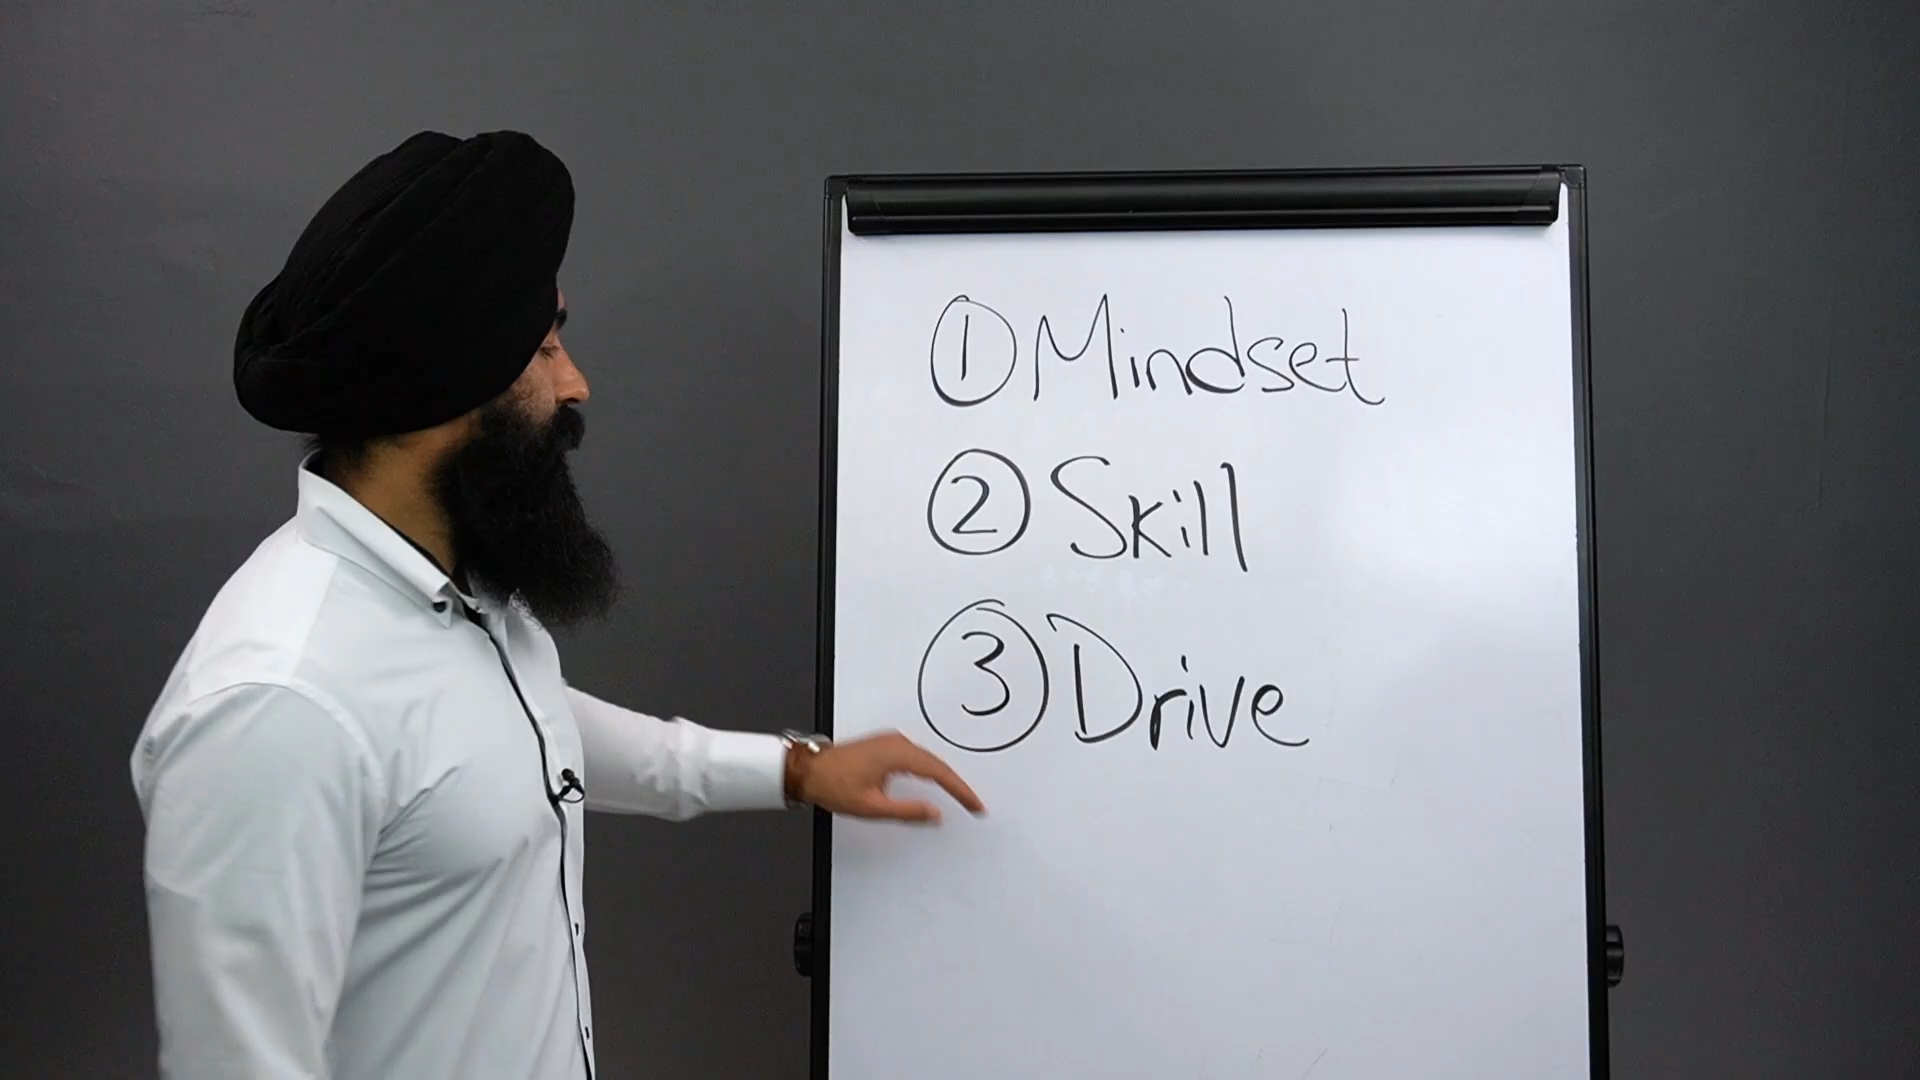 ① Mindset
② Skill
③ Drive